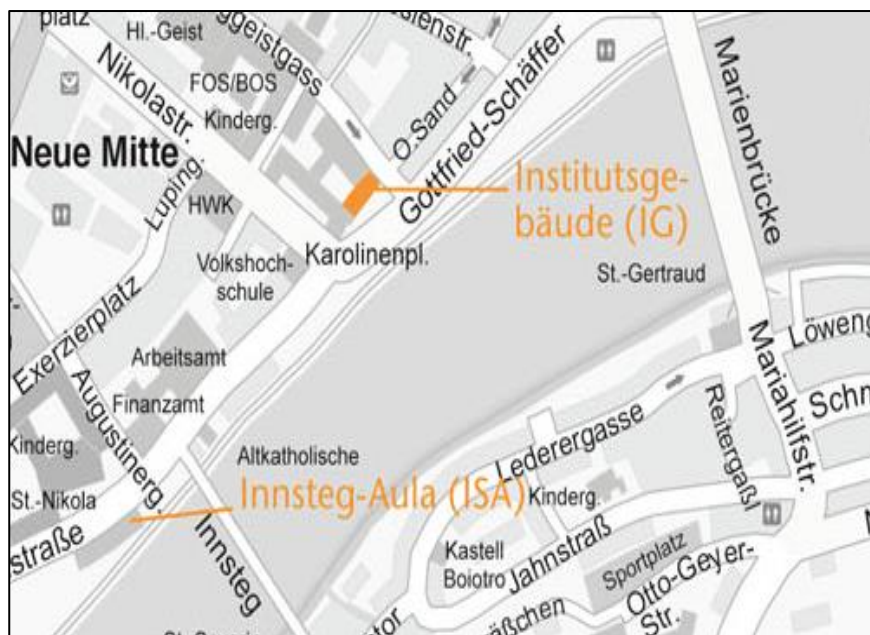 platz
Hl.-Geist
FOS/BOS
Kinderg.
Nikolastr.
Neue Mitte
Luping.
HWK
O.Sand
Gottfried-Schäffer
Marienbrücke
Institutsge-
bäude (IG)
Karolinenpl.
Volkshoch-
schule
St.-Gertraud
Exerzierplatz
Arbeitsamt
Finanzamt
Augustinerg.
Kinderg.
St.-Nikola
straße
Altkatholische
Innsteg-Aula (ISA)
Innsteg
Löweng
Mariahilfstr.
Schm
Reitergaßl
Lederergasse
Kinderg.
Kastell
Boiotro
Jahnstraß
Sportplatz
Otto-Geyer-
Str.